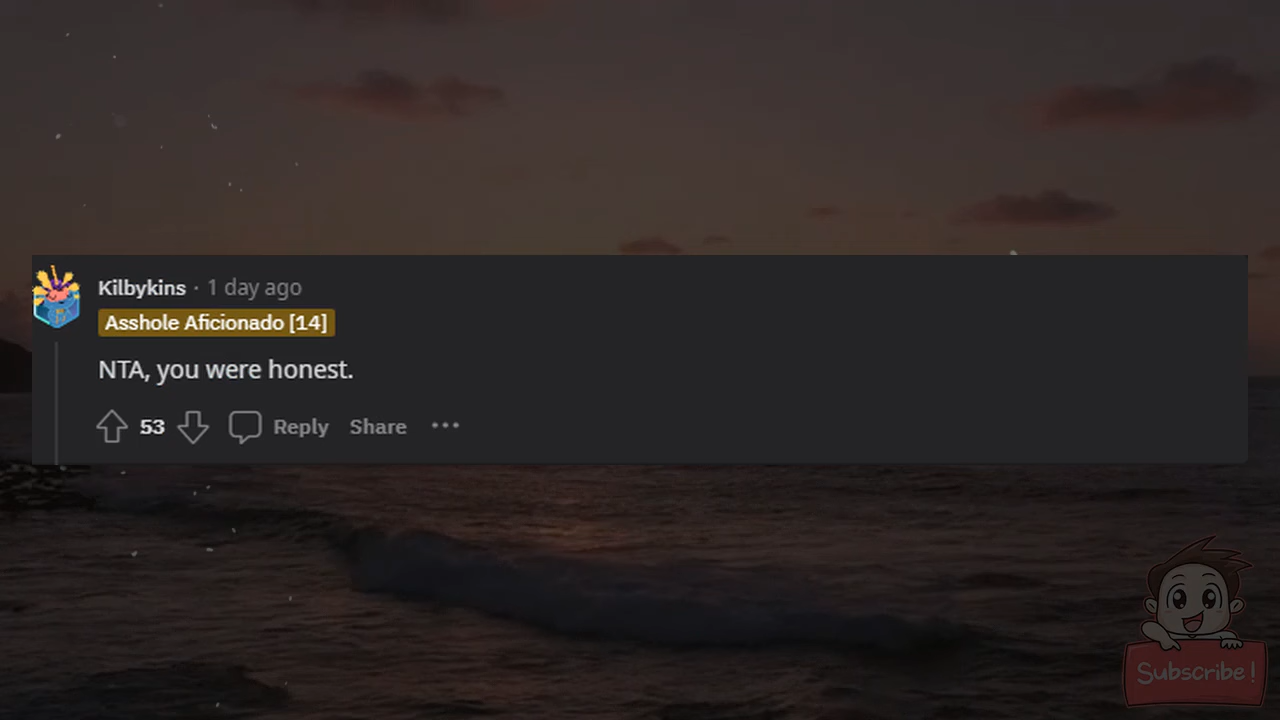 Kilbykins · 1 day ago
Asshole Aficionado [14]
NTA, you were honest.
53 Reply Share •••
Subscribe!